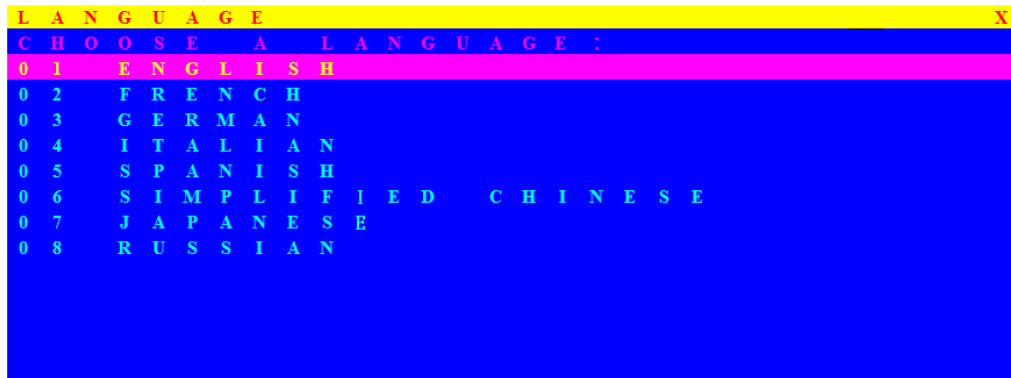 LANGUAGE X
CHOOSE A LANGUAGE:
01 ENGLISH
02 FRENCH
03 GERMAN
04 ITALIAN
05 SPANISH
06 SIMPLIFIED CHINESE
07 JAPANESE
08 RUSSIAN